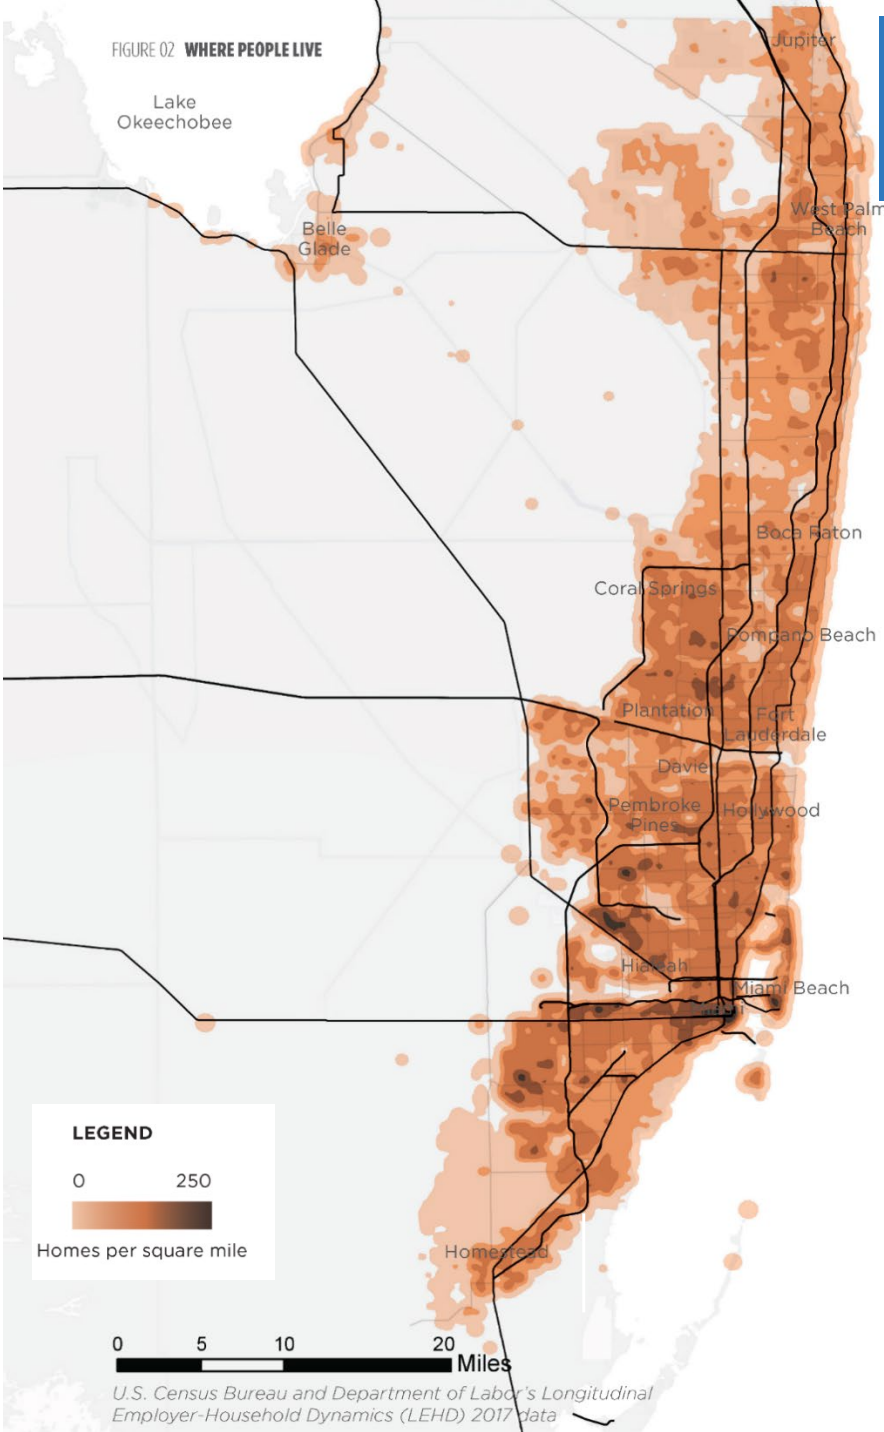 FIGURE 02 WHERE PEOPLE LIVE
Jupiter
Lake
Okeechobee
West Palm
Beach
Belle
Glade
Boca Raton
Coral Springs
Pompano Beach
Plantation
Fort
Lauderdale
Davie
Pembroke
Pines
Hollywood
Hialeah
Miami Beach
LEGEND
0 250
Homes per square mile
Homestead
0 5 10 20
Miles
U.S. Census Bureau and Department of Labor's Longitudinal
Employer-Household Dynamics (LEHD) 2017 data